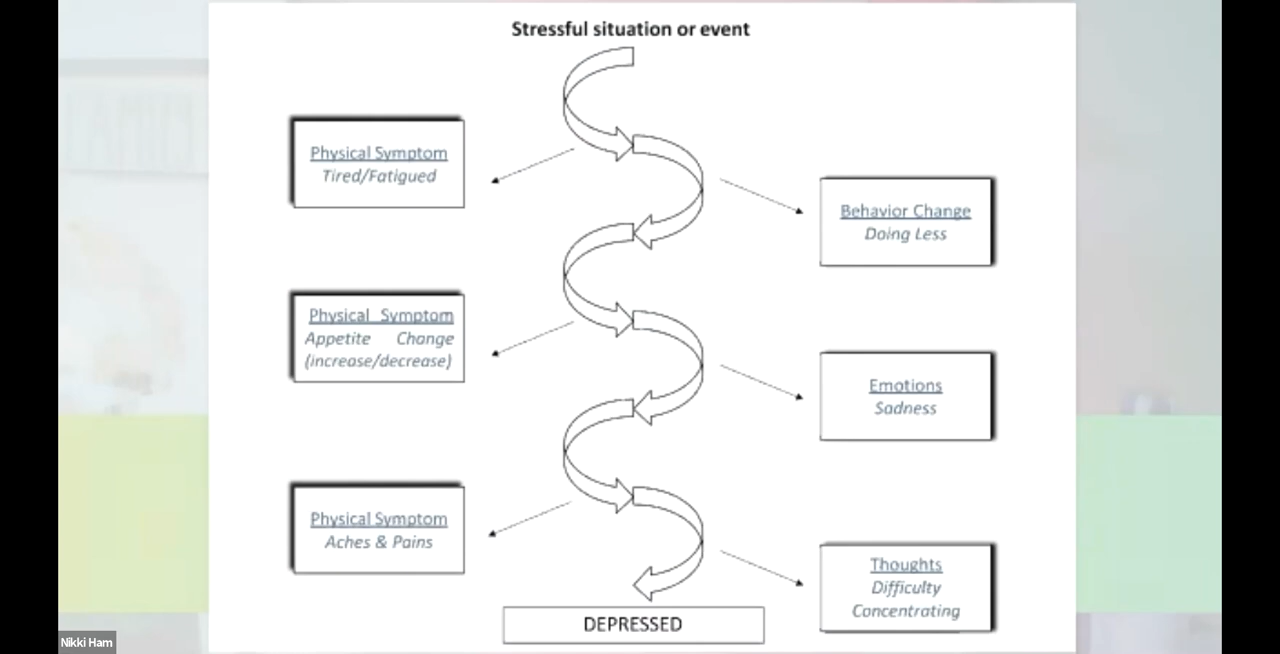 Stressful situation or event
Physical Symptom
Tired/Fatigued
Behavior Change
Doing Less
Physical Symptom
Appetite Change
(increase/decrease)
Emotions
Sadness
Physical Symptom
Aches & Pains
Thoughts
Difficulty
Concentrating
DEPRESSED
Nikki Ham